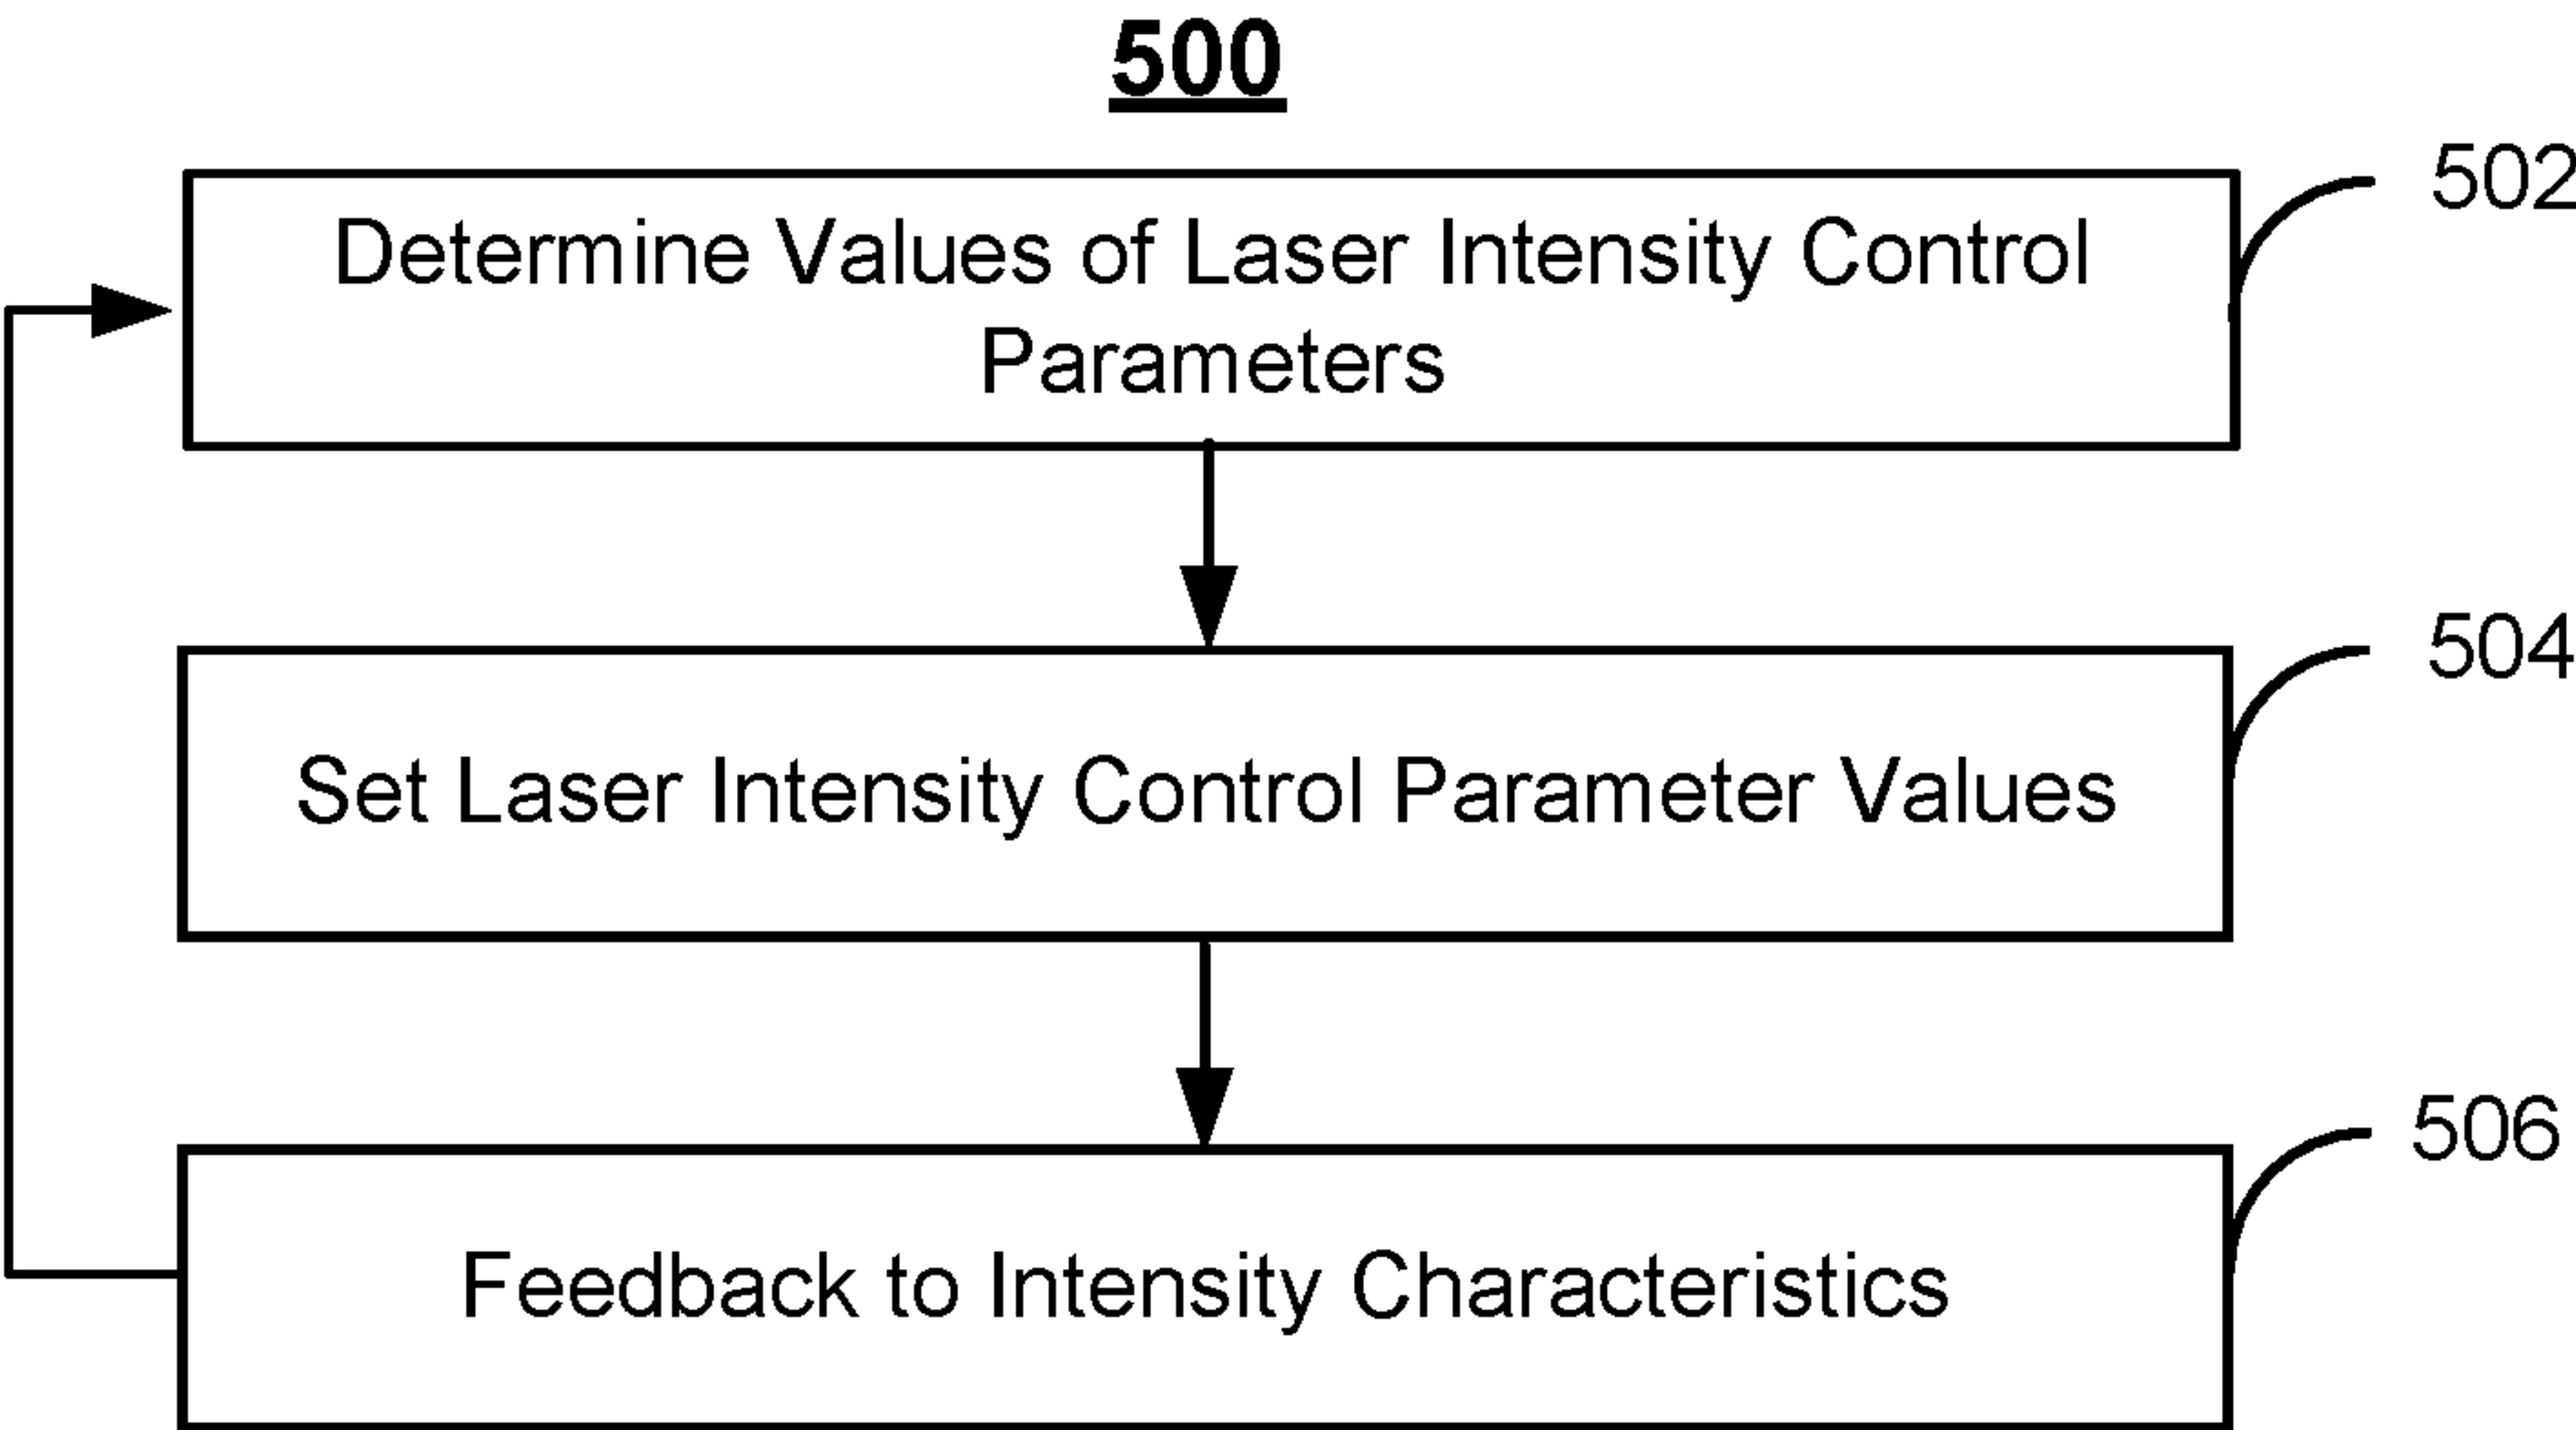 500
502
Determine Values of Laser Intensity Control
Parameters
504
Set Laser Intensity Control Parameter Values
506
Feedback to Intensity Characteristics